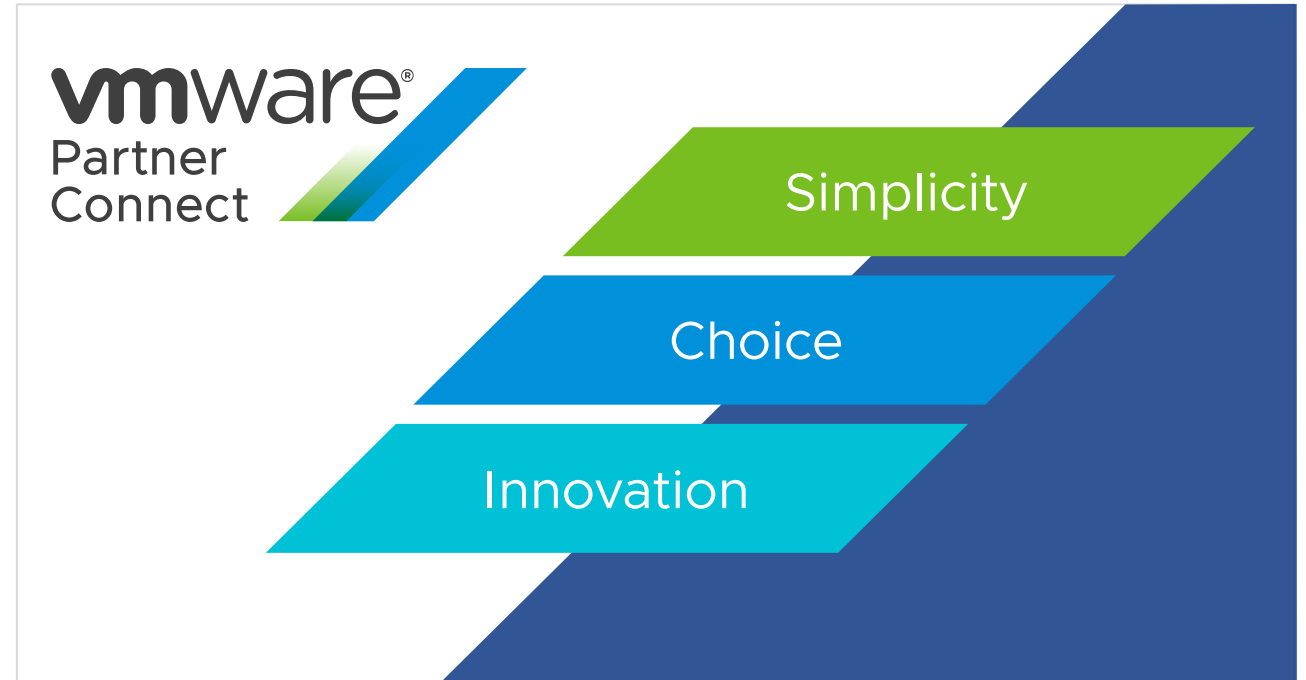 vmware®
Partner
Connect
Simplicity
Choice
Innovation